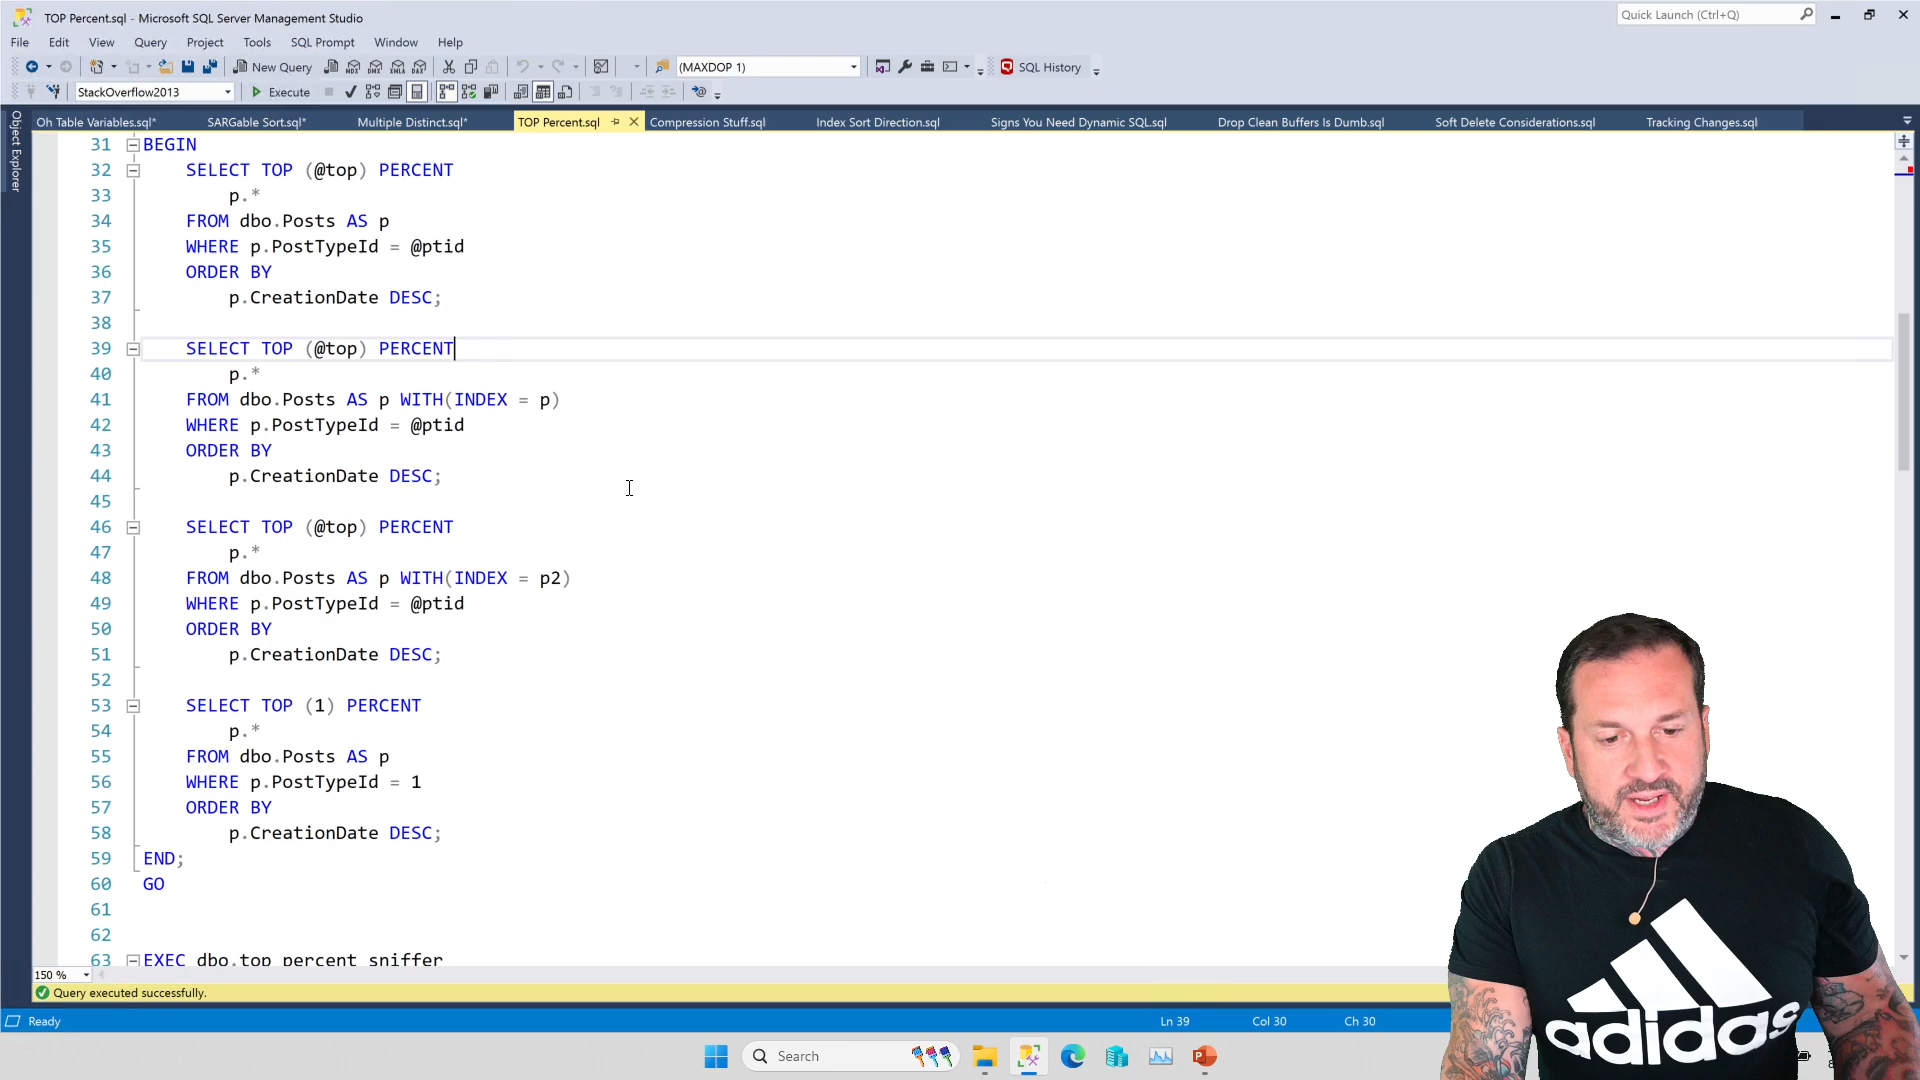 TOP Percent.sql - Microsoft SQL Server Management Studio
Quick Launch (Ctrl+Q)
File Edit View Query Project Tools SQL Prompt Window Help
New Query
MDX DMX XMLA DAX
(MAXDOP 1)
SQL History
StackOverflow2013
Execute
Object Explorer
Oh Table Variables.sql* SARGable Sort.sql* Multiple Distinct.sql* TOP Percent.sql Compression Stuff.sql Index Sort Direction.sql Signs You Need Dynamic SQL.sql Drop Clean Buffers Is Dumb.sql Soft Delete Considerations.sql Tracking Changes.sql
31 BEGIN
32 SELECT TOP (@top) PERCENT
33 p.*
34 FROM dbo.Posts AS p
35 WHERE p.PostTypeId = @ptid
36 ORDER BY
37 p.CreationDate DESC;
38
39 SELECT TOP (@top) PERCENT
40 p.*
41 FROM dbo.Posts AS p WITH(INDEX = p)
42 WHERE p.PostTypeId = @ptid
43 ORDER BY
44 p.CreationDate DESC;
45
46 SELECT TOP (@top) PERCENT
47 p.*
48 FROM dbo.Posts AS p WITH(INDEX = p2)
49 WHERE p.PostTypeId = @ptid
50 ORDER BY
51 p.CreationDate DESC;
52
53 SELECT TOP (1) PERCENT
54 p.*
55 FROM dbo.Posts AS p
56 WHERE p.PostTypeId = 1
57 ORDER BY
58 p.CreationDate DESC;
59 END;
60 GO
61
62
63 EXEC dbo.top_percent_sniffer
150 %
Query executed successfully.
Ready
Ln 39 Col 30 Ch 30
Search
adidas